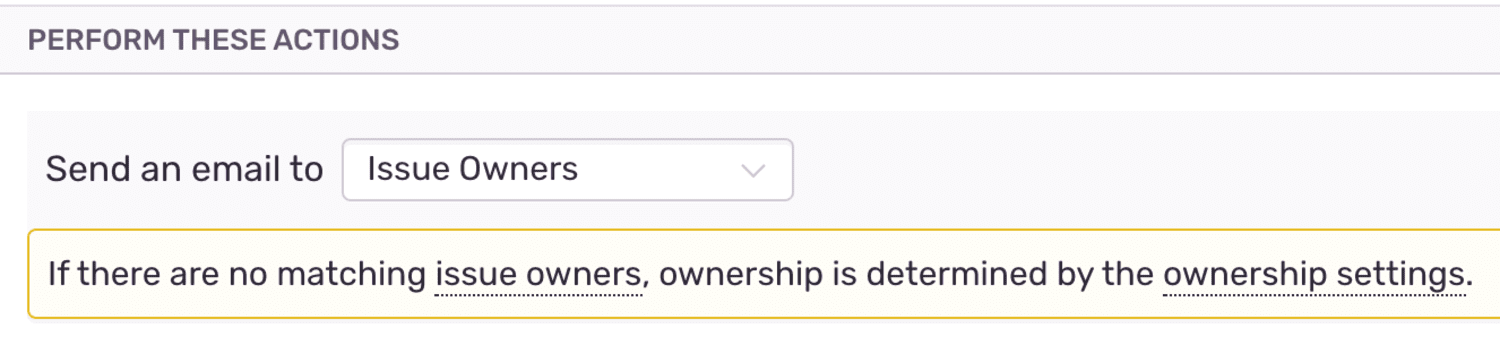 PERFORM THESE ACTIONS
Send an email to Issue Owners
If there are no matching issue owners, ownership is determined by the ownership settings.